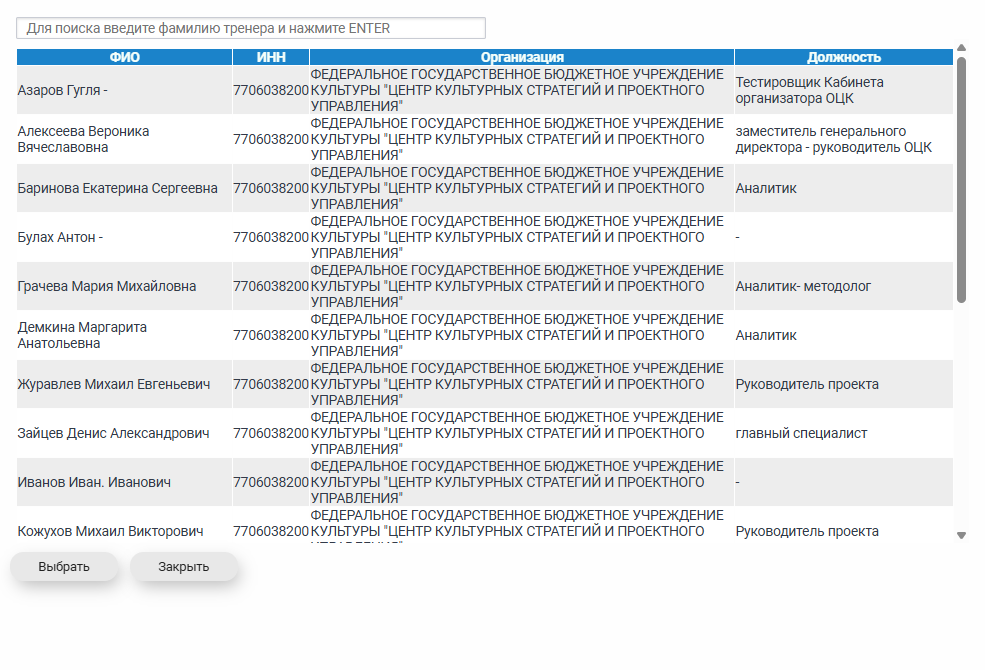 Для поиска введите фамилию тренера и нажмите ENTER
ФИО ИНН Организация Должность
Азаров Гугля - 7706038200 ФЕДЕРАЛЬНОЕ ГОСУДАРСТВЕННОЕ БЮДЖЕТНОЕ УЧРЕЖДЕНИЕ
КУЛЬТУРЫ "ЦЕНТР КУЛЬТУРНЫХ СТРАТЕГИЙ И ПРОЕКТНОГО
УПРАВЛЕНИЯ"
Тестировщик Кабинета
организатора ОЦК
Алексеева Вероника
Вячеславовна
7706038200
ФЕДЕРАЛЬНОЕ ГОСУДАРСТВЕННОЕ БЮДЖЕТНОЕ УЧРЕЖДЕНИЕ
КУЛЬТУРЫ "ЦЕНТР КУЛЬТУРНЫХ СТРАТЕГИЙ И ПРОЕКТНОГО
УПРАВЛЕНИЯ"
заместитель генерального
директора - руководитель ОЦК
Баринова Екатерина Сергеевна 7706038200 ФЕДЕРАЛЬНОЕ ГОСУДАРСТВЕННОЕ БЮДЖЕТНОЕ УЧРЕЖДЕНИЕ
КУЛЬТУРЫ "ЦЕНТР КУЛЬТУРНЫХ СТРАТЕГИЙ И ПРОЕКТНОГО
УПРАВЛЕНИЯ"
Аналитик
Булах Антон - 7706038200 ФЕДЕРАЛЬНОЕ ГОСУДАРСТВЕННОЕ БЮДЖЕТНОЕ УЧРЕЖДЕНИЕ
КУЛЬТУРЫ "ЦЕНТР КУЛЬТУРНЫХ СТРАТЕГИЙ И ПРОЕКТНОГО
УПРАВЛЕНИЯ"
-
Грачева Мария Михайловна 7706038200 ФЕДЕРАЛЬНОЕ ГОСУДАРСТВЕННОЕ БЮДЖЕТНОЕ УЧРЕЖДЕНИЕ
КУЛЬТУРЫ "ЦЕНТР КУЛЬТУРНЫХ СТРАТЕГИЙ И ПРОЕКТНОГО
УПРАВЛЕНИЯ"
Аналитик- методолог
Демкина Маргарита
Анатольевна
7706038200
ФЕДЕРАЛЬНОЕ ГОСУДАРСТВЕННОЕ БЮДЖЕТНОЕ УЧРЕЖДЕНИЕ
КУЛЬТУРЫ "ЦЕНТР КУЛЬТУРНЫХ СТРАТЕГИЙ И ПРОЕКТНОГО
УПРАВЛЕНИЯ"
Аналитик
Журавлев Михаил Евгеньевич 7706038200 ФЕДЕРАЛЬНОЕ ГОСУДАРСТВЕННОЕ БЮДЖЕТНОЕ УЧРЕЖДЕНИЕ
КУЛЬТУРЫ "ЦЕНТР КУЛЬТУРНЫХ СТРАТЕГИЙ И ПРОЕКТНОГО
УПРАВЛЕНИЯ"
Руководитель проекта
Зайцев Денис Александрович 7706038200 ФЕДЕРАЛЬНОЕ ГОСУДАРСТВЕННОЕ БЮДЖЕТНОЕ УЧРЕЖДЕНИЕ
КУЛЬТУРЫ "ЦЕНТР КУЛЬТУРНЫХ СТРАТЕГИЙ И ПРОЕКТНОГО
УПРАВЛЕНИЯ"
главный специалист
Иванов Иван. Иванович 7706038200 ФЕДЕРАЛЬНОЕ ГОСУДАРСТВЕННОЕ БЮДЖЕТНОЕ УЧРЕЖДЕНИЕ
КУЛЬТУРЫ "ЦЕНТР КУЛЬТУРНЫХ СТРАТЕГИЙ И ПРОЕКТНОГО
УПРАВЛЕНИЯ"
-
Кожухов Михаил Викторович 7706038200 ФЕДЕРАЛЬНОЕ ГОСУДАРСТВЕННОЕ БЮДЖЕТНОЕ УЧРЕЖДЕНИЕ
КУЛЬТУРЫ "ЦЕНТР КУЛЬТУРНЫХ СТРАТЕГИЙ И ПРОЕКТНОГО
Руководитель проекта
Выбрать Закрыть